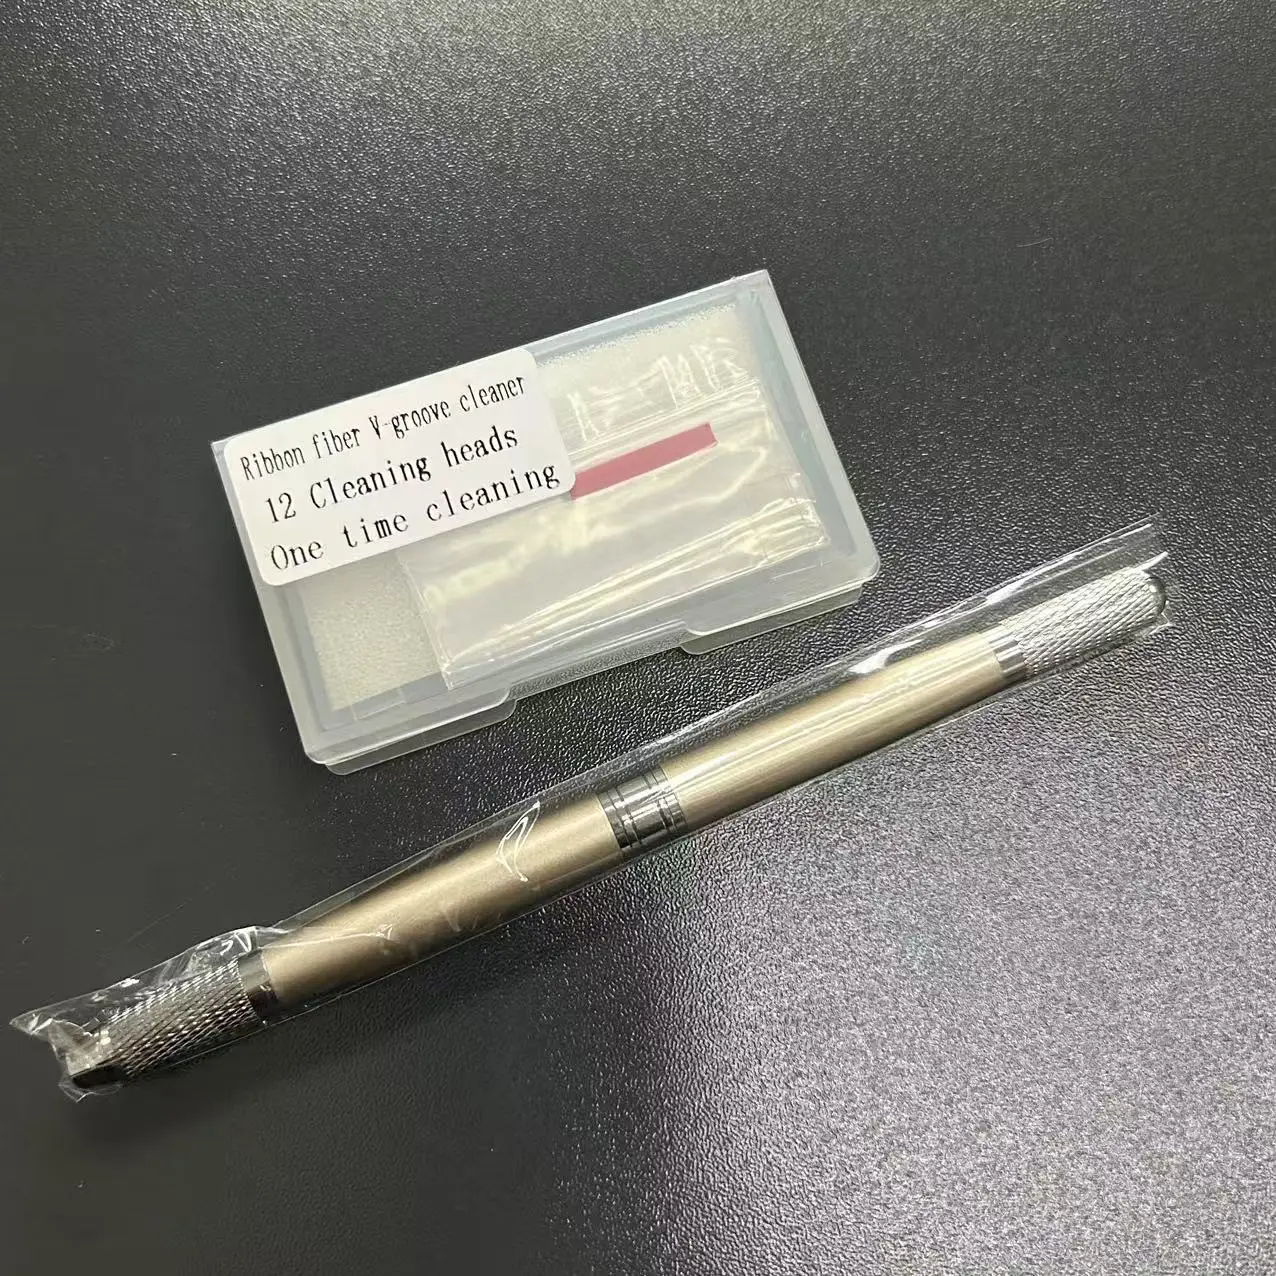 Ribbon fiber V-groove cleaner
12 Cleaning heads
One time cleaning